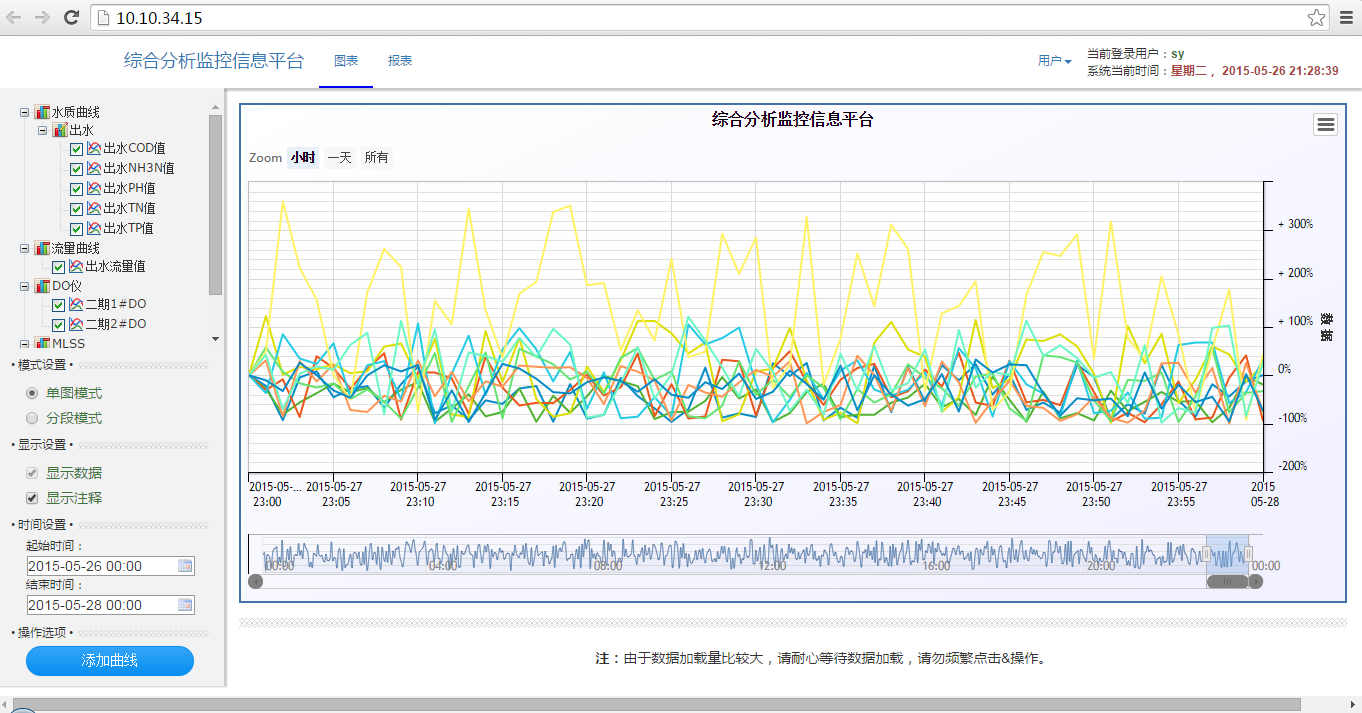 10.10.34.15
综合分析监控信息平台
图表
报表
用户
当前登录用户：sy
系统当前时间：星期二， 2015-05-26 21:28:39
水质曲线
出水
出水COD值
出水NH3N值
出水PH值
出水TN值
出水TP值
流量曲线
出水流量值
DO仪
二期1#DO
二期2#DO
MLSS
• 模式设置 •
单图模式
分段模式
• 显示设置 •
显示数据
显示注释
• 时间设置 •
起始时间：
2015-05-26 00:00
结束时间：
2015-05-28 00:00
• 操作选项 •
添加曲线
综合分析监控信息平台
Zoom 小时 一天 所有
+ 300%
+ 200%
+ 100%
0%
-100%
-200%
数据
2015-05-... 2015-05-27 2015-05-27 2015-05-27 2015-05-27 2015-05-27 2015-05-27 2015-05-27 2015-05-27 2015-05-27 2015-05-27 2015-05-27 2015
23:00 23:05 23:10 23:15 23:20 23:25 23:30 23:35 23:40 23:45 23:50 23:55 05-28
00:00 04:00 08:00 12:00 16:00 20:00 00:00
注：由于数据加载量比较大，请耐心等待数据加载，请勿频繁点击&操作。